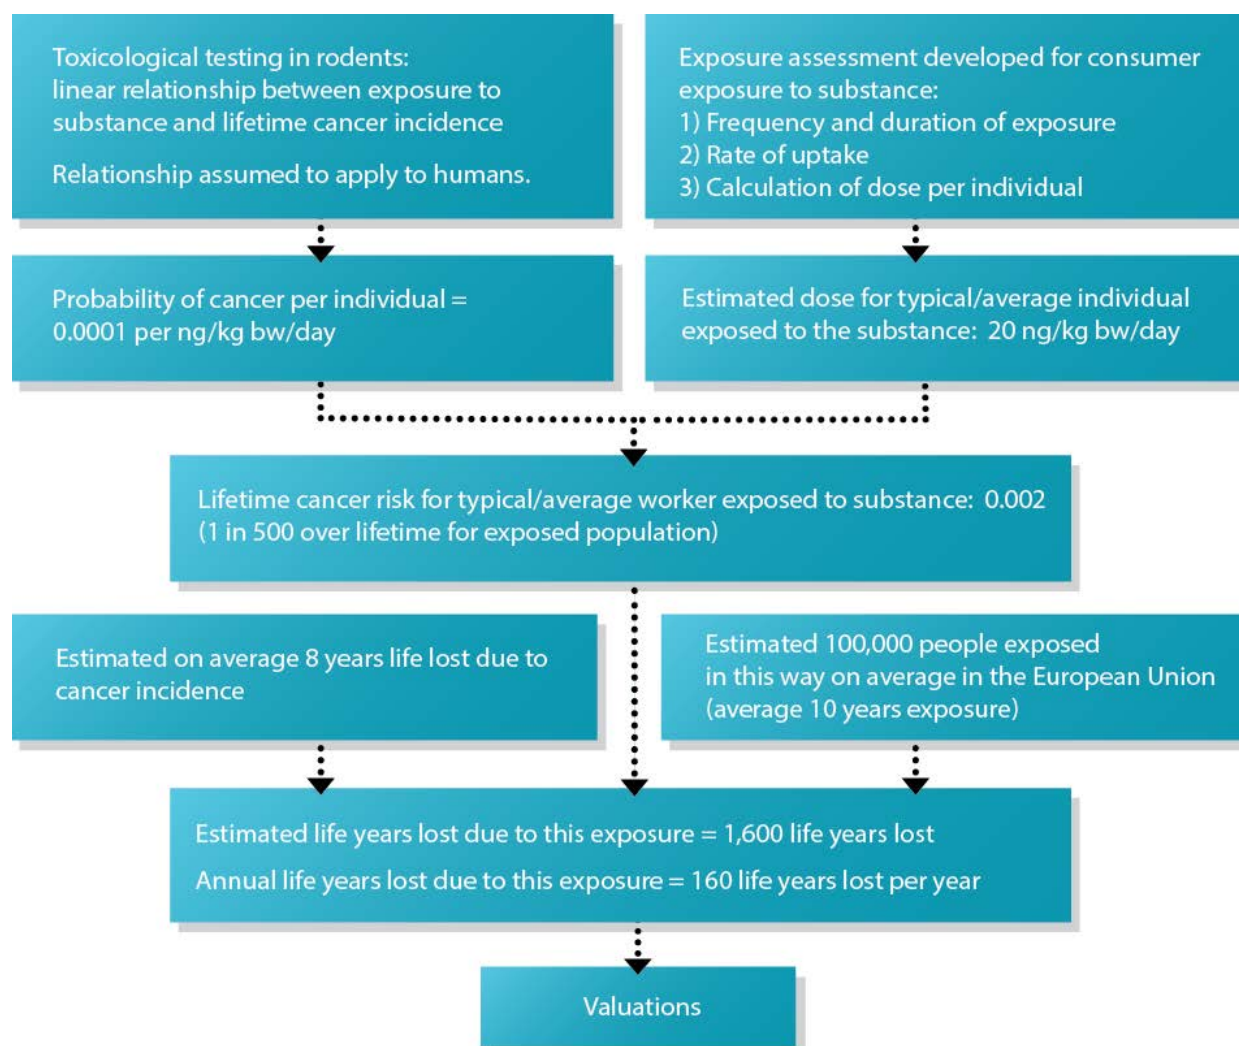 Toxicological testing in rodents:
linear relationship between exposure to
substance and lifetime cancer incidence
Relationship assumed to apply to humans.
Exposure assessment developed for consumer
exposure to substance:
1) Frequency and duration of exposure
2) Rate of uptake
3) Calculation of dose per individual
Probability of cancer per individual =
0.0001 per ng/kg bw/day
Estimated dose for typical/average individual
exposed to the substance:  20 ng/kg bw/day
Lifetime cancer risk for typical/average worker exposed to substance:  0.002
(1 in 500 over lifetime for exposed population)
Estimated on average 8 years life lost due to
cancer incidence
Estimated 100,000 people exposed
in this way on average in the European Union
(average 10 years exposure)
Estimated life years lost due to this exposure = 1,600 life years lost
Annual life years lost due to this exposure = 160 life years lost per year
Valuations